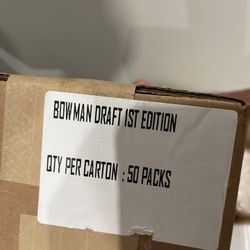 BOWMAN DRAFT 1ST EDITION
QTY PER CARTON : 50 PACKS